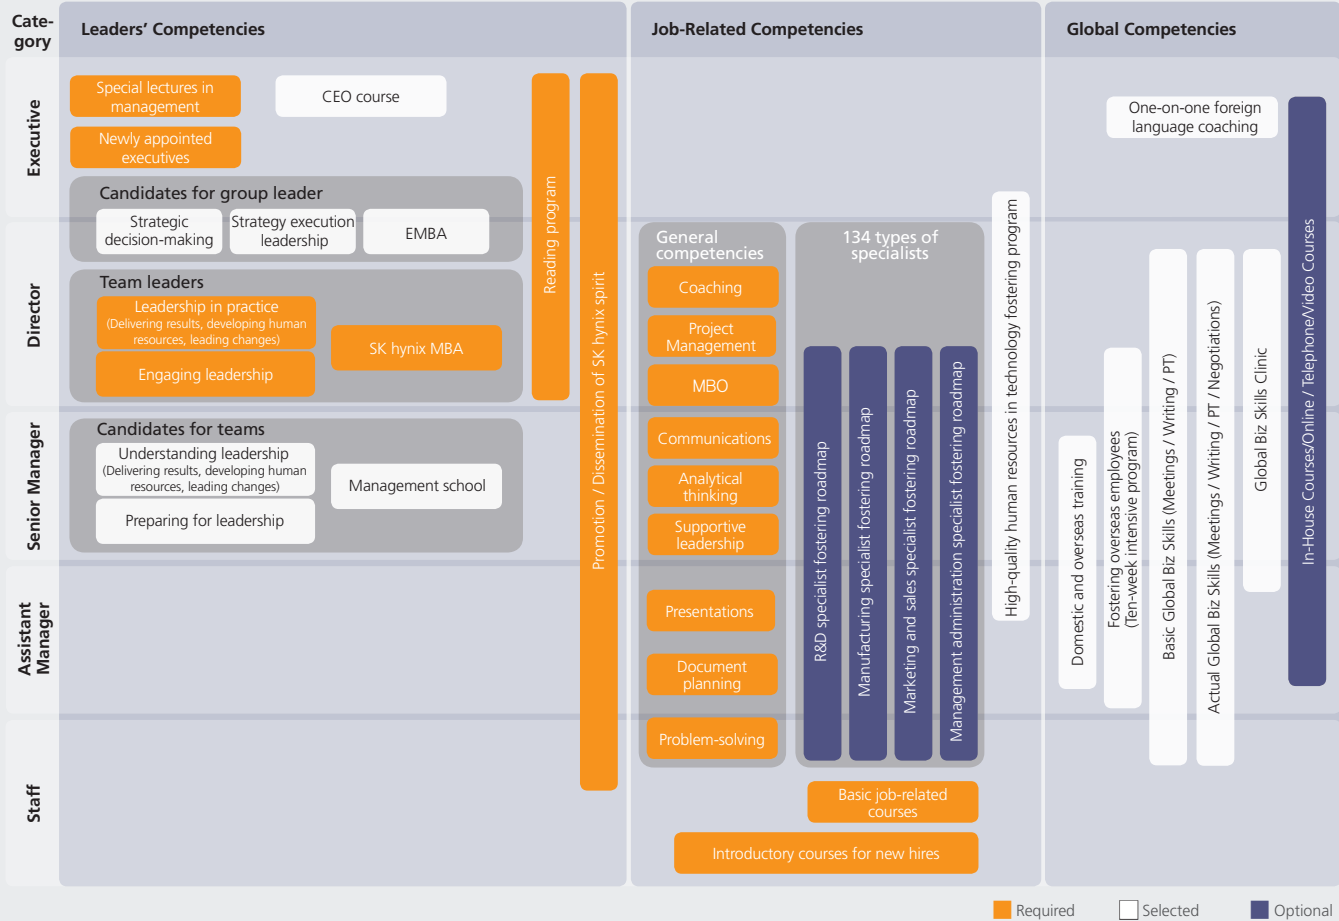 Cate-
gory
Leaders’ Competencies
Job-Related Competencies
Global Competencies
Executive
Special lectures in
management
CEO course
Newly appointed
executives
Candidates for group leader
Strategic
decision-making
Strategy execution
leadership
EMBA
Director
Team leaders
Leadership in practice
(Delivering results, developing human
resources, leading changes)
Engaging leadership
SK hynix MBA
Senior Manager
Candidates for teams
Understanding leadership
(Delivering results, developing human
resources, leading changes)
Preparing for leadership
Management school
Assistant
Manager
Staff
Reading program
Promotion / Dissemination of SK hynix spirit
General
competencies
Coaching
Project
Management
MBO
Communications
Analytical
thinking
Supportive
leadership
Presentations
Document
planning
Problem-solving
134 types of
specialists
R&D specialist fostering roadmap
Manufacturing specialist fostering roadmap
Marketing and sales specialist fostering roadmap
Management administration specialist fostering roadmap
High-quality human resources in technology fostering program
Basic job-related
courses
Introductory courses for new hires
One-on-one foreign
language coaching
Domestic and overseas training
Fostering overseas employees
(Ten-week intensive program)
Basic Global Biz Skills (Meetings / Writing / PT)
Actual Global Biz Skills (Meetings / Writing / PT / Negotiations)
Global Biz Skills Clinic
In-House Courses/Online / Telephone/Video Courses
Required
Selected
Optional